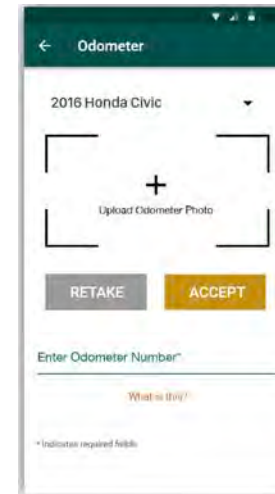 Odometer
2016 Honda Civic
Upload Odometer Photo
RETAKE ACCEPT
Enter Odometer Number*
What is this?
* Indicates required fields